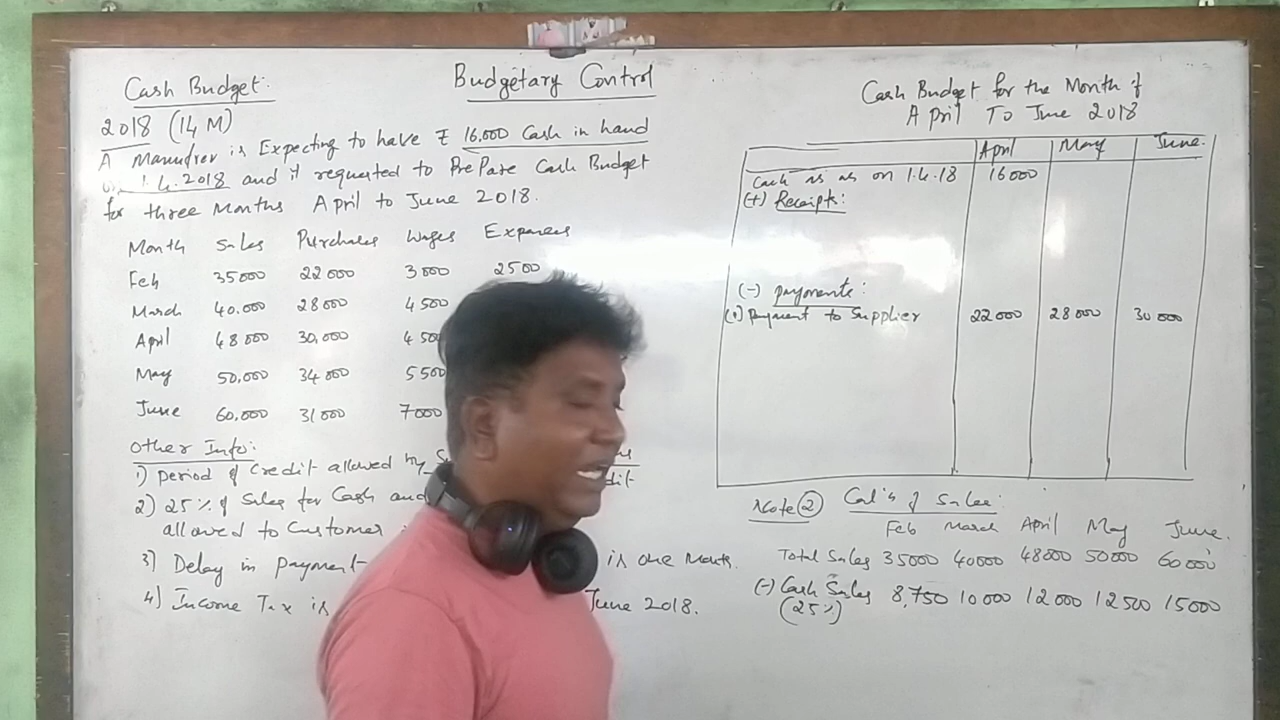 Cash Budget:
Budgetary Control
2018 (14 M)
A Manufrer is Expecting to have ₹ 16,000 Cash in hand
1.4.2018 and it requested to Prepare Cash Budget
for three Months April to June 2018.
Month Sales Purchases Wages Expenses
Feb 35000 22000 3000 2500
March 40,000 28000 4500
April 48000 30,000 450
May 50,000 34000 5500
June 60,000 31000 7000
Other Info:
1) Period of Credit allowed by S
2) 25% of Sales for Cash and dit
allowed to Customer
3) Delay in payment is one Month.
4) Income Tax is June 2018.
Cash Budget for the Month of
April To June 2018
April May June.
Cash as as on 1.4.18 16000
(+) Receipts:
(-) Payments:
(1) Payment to Supplier 22000 28000 30000
Note ② Cal's of Sales:
Feb March April May June.
Total Sales 35000 40000 48000 50000 60000
(-) Cash Sales 8,750 10000 12000 12500 15000
(25%)